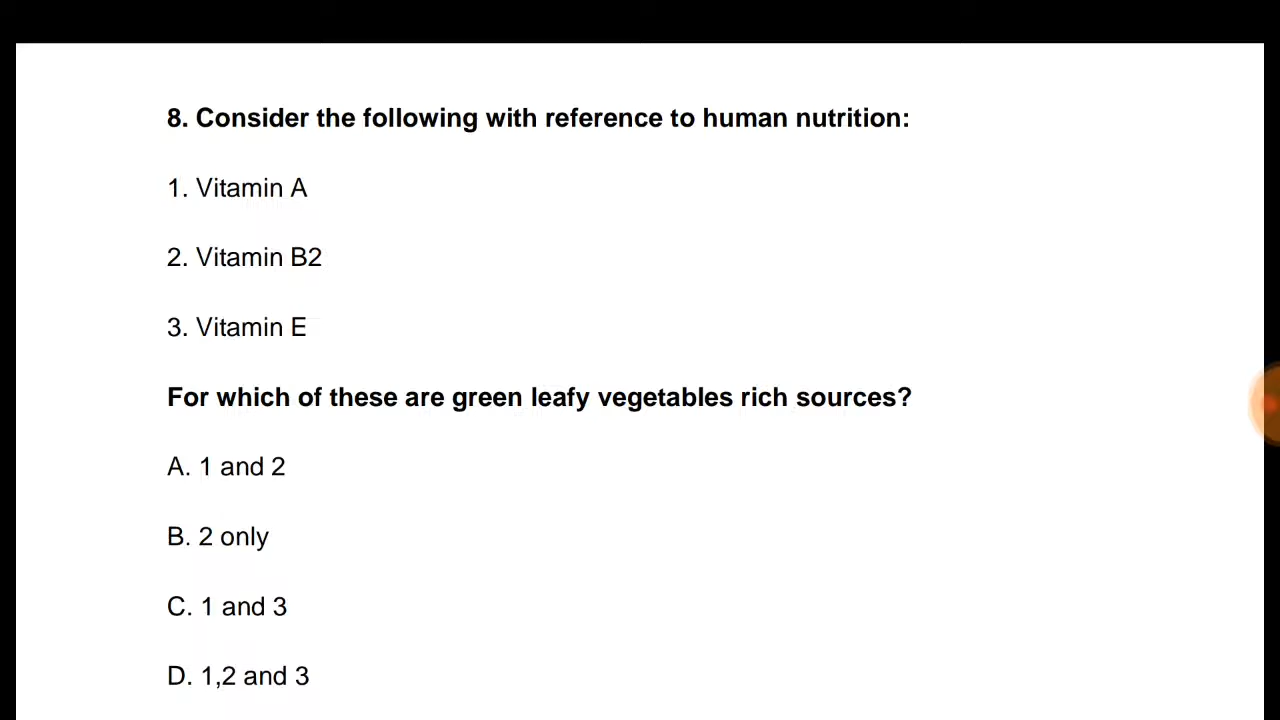 8. Consider the following with reference to human nutrition:
1. Vitamin A
2. Vitamin B2
3. Vitamin E
For which of these are green leafy vegetables rich sources?
A. 1 and 2
B. 2 only
C. 1 and 3
D. 1,2 and 3